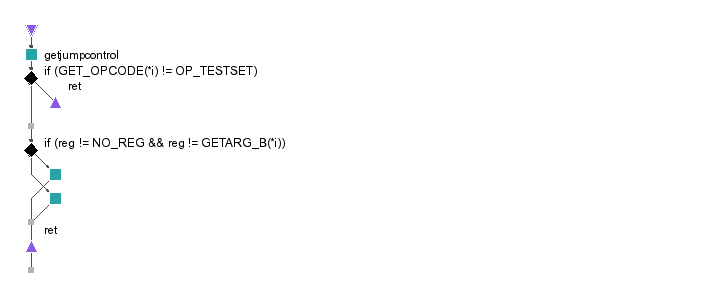 getjumpcontrol
if (GET_OPCODE(*i) != OP_TESTSET)
ret
if (reg != NO_REG && reg != GETARG_B(*i))
ret